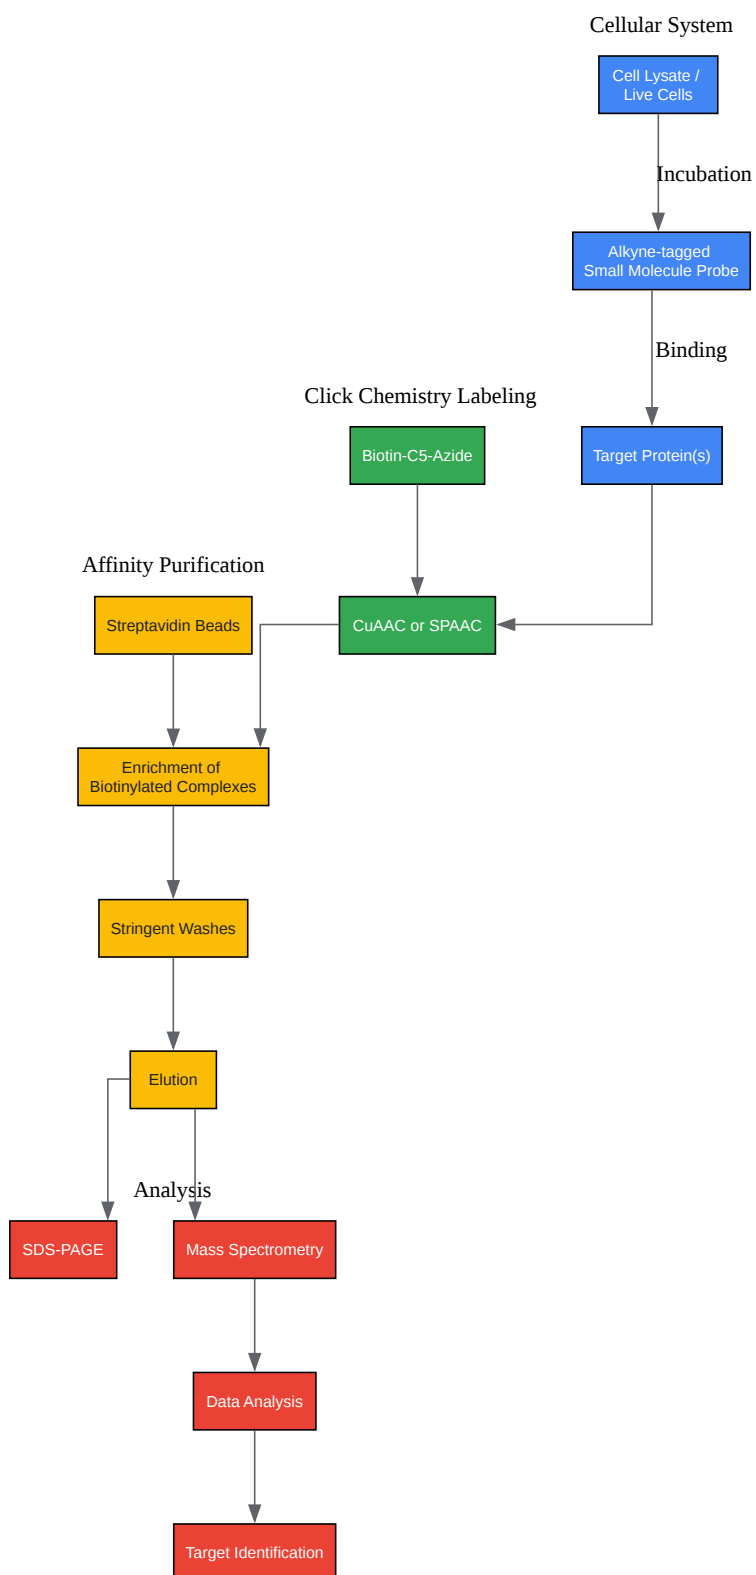 Cellular System
Cell Lysate /
Live Cells
Incubation
Alkyne-tagged
Small Molecule Probe
Binding
Click Chemistry Labeling
Biotin-C5-Azide
Target Protein(s)
Affinity Purification
Streptavidin Beads
CuAAC or SPAAC
Enrichment of
Biotinylated Complexes
Stringent Washes
Elution
Analysis
SDS-PAGE
Mass Spectrometry
Data Analysis
Target Identification